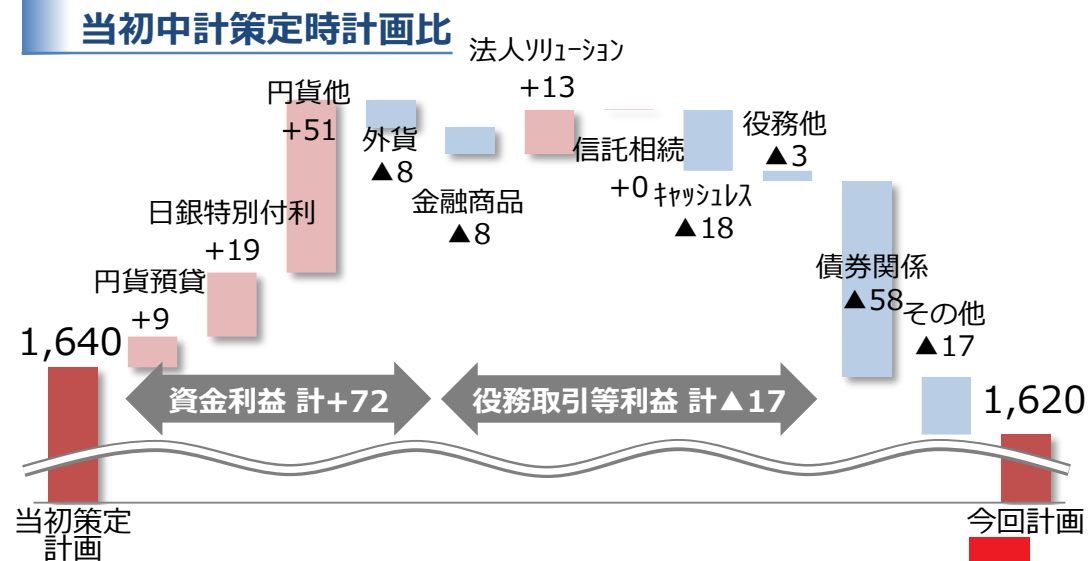 当初中計策定時計画比
法人ｿﾘｭｰｼｮﾝ
+13
円貨他
+51
外貨
▲8
金融商品
▲8
信託相続
+0
ｷｬｯｼｭﾚｽ
▲18
役務他
▲3
日銀特別付利
+19
円貨預貸
+9
債券関係
▲58
その他
▲17
1,640
資金利益 計+72
役務取引等利益 計▲17
1,620
当初策定
計画
今回計画